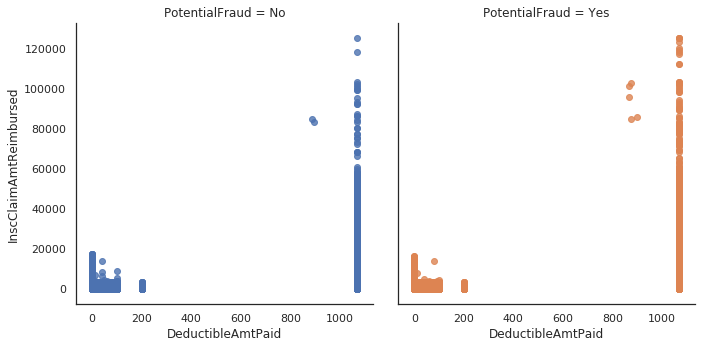 PotentialFraud = No
PotentialFraud = Yes
InscClaimAmtReimbursed
120000
100000
80000
60000
40000
20000
0
0 200 400 600 800 1000
0 200 400 600 800 1000
DeductibleAmtPaid
DeductibleAmtPaid